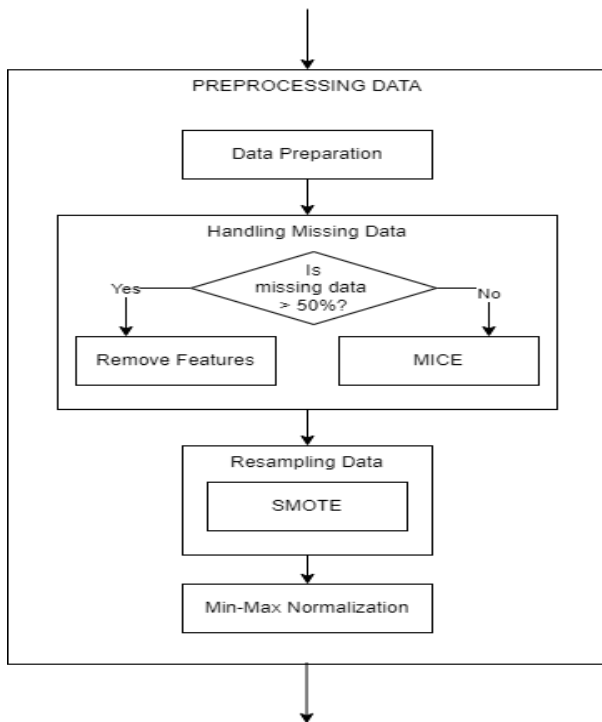 PREPROCESSING DATA
Data Preparation
Handling Missing Data
Is
missing data
> 50%?
Yes
No
Remove Features
MICE
Resampling Data
SMOTE
Min-Max Normalization